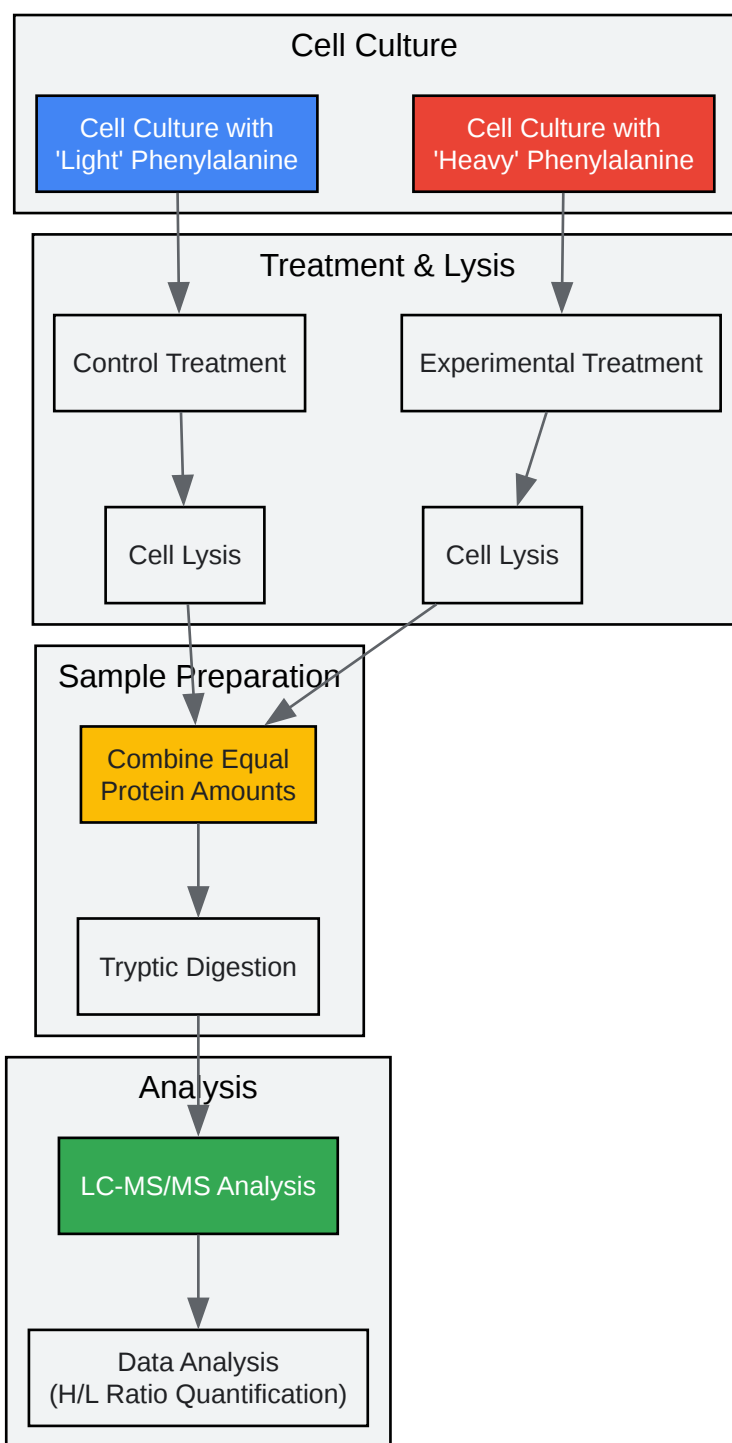 Cell Culture
Cell Culture with
'Light' Phenylalanine
Cell Culture with
'Heavy' Phenylalanine
Treatment & Lysis
Control Treatment
Experimental Treatment
Cell Lysis
Cell Lysis
Sample Preparation
Combine Equal
Protein Amounts
Tryptic Digestion
Analysis
LC-MS/MS Analysis
Data Analysis
(H/L Ratio Quantification)